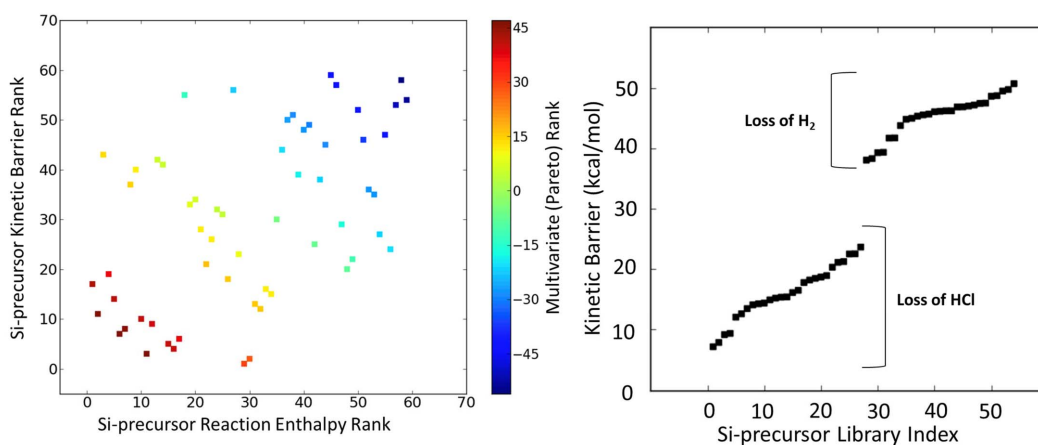 70
60
50
40
30
20
10
0
0 10 20 30 40 50 60 70
Si-precursor Kinetic Barrier Rank
Si-precursor Reaction Enthalpy Rank
45
30
15
0
−15
−30
−45
Multivariate (Pareto) Rank
50
40
30
20
10
0
0 10 20 30 40 50
Kinetic Barrier (kcal/mol)
Loss of H₂
Loss of HCl
Si-precursor Library Index